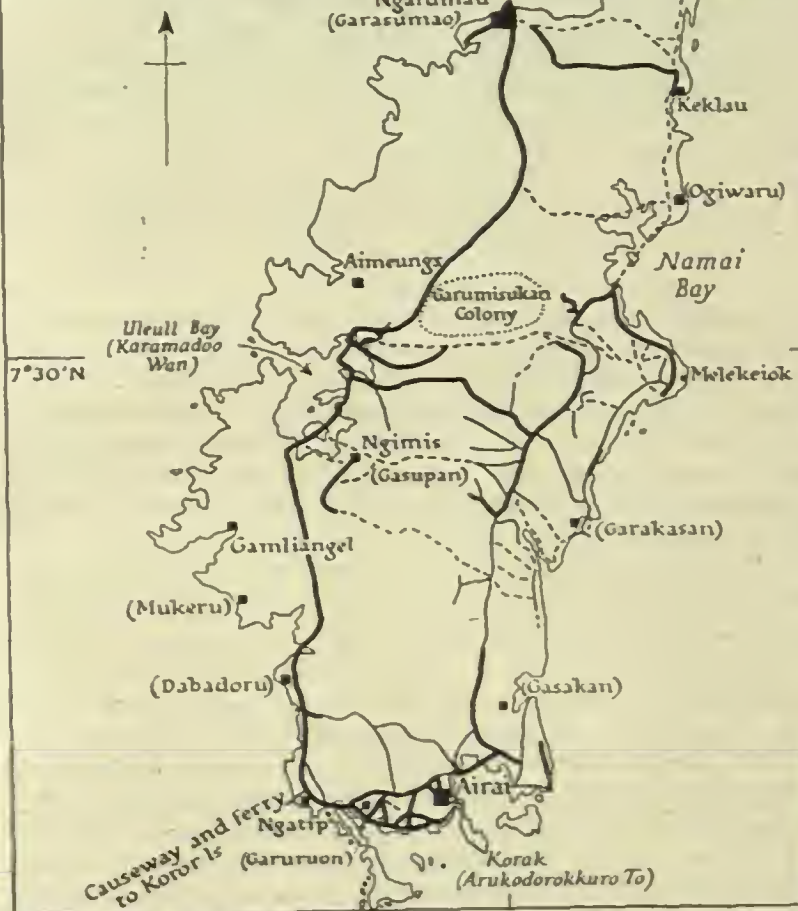 (Garasumao)
Keklau
(Ogiwaru)
Namai
Bay
Aimeungs
Garumisukan
Colony
Uleull Bay
(Karamadoo
Wan)
7°30'N
Melekeiok
Ngimis
(Gasupan)
(Garakasan)
Gamliangel
(Mukeru)
(Dabadoru)
(Gasakan)
Airai
Causeway and ferry
to Koror Is
Ngatip
(Garuruon)
Korak
(Arukodorokkuro To)